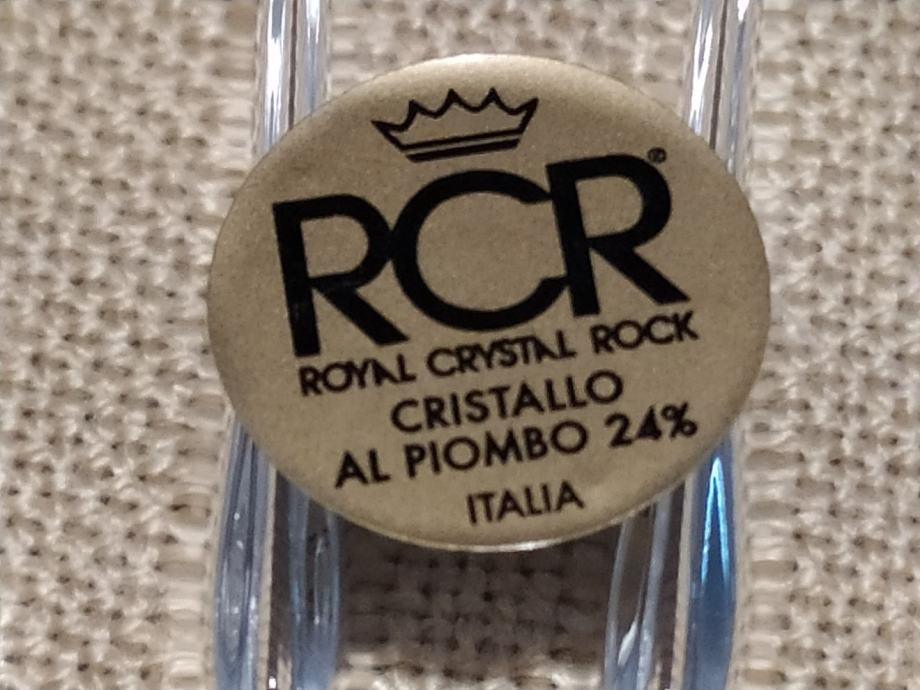 RCR®
ROYAL CRYSTAL ROCK
CRISTALLO
AL PIOMBO 24%
ITALIA